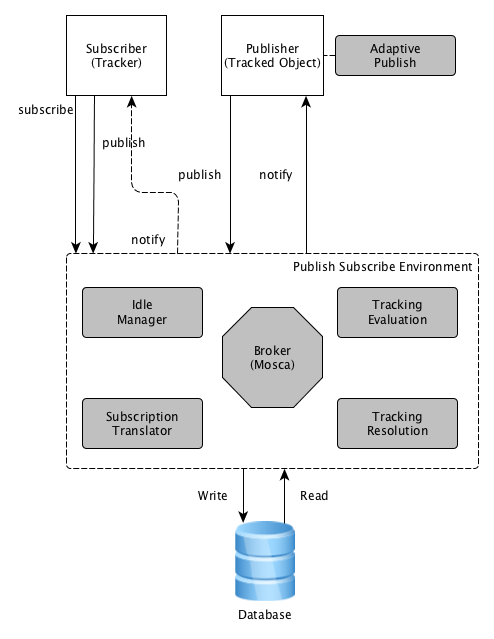 Subscriber
(Tracker)
Publisher
(Tracked Object)
Adaptive
Publish
subscribe
publish
publish
notify
notify
Publish Subscribe Environment
Idle
Manager
Tracking
Evaluation
Broker
(Mosca)
Subscription
Translator
Tracking
Resolution
Write
Read
Database